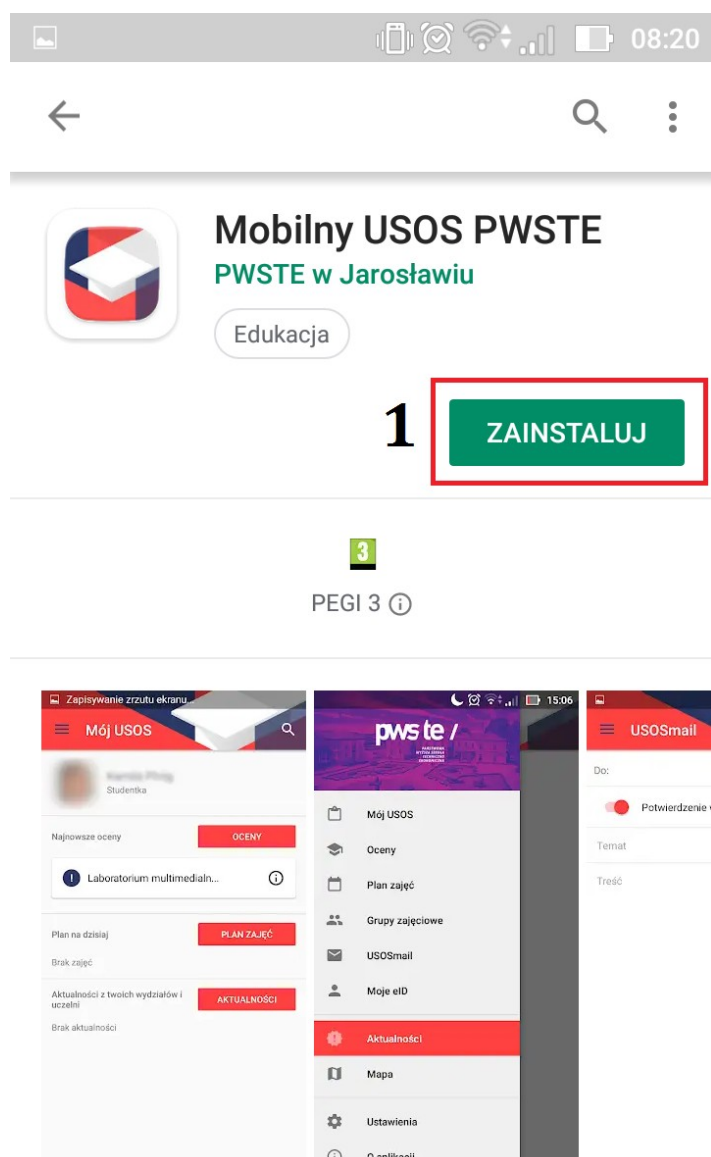 08:20
Mobilny USOS PWSTE
PWSTE w Jarosławiu
Edukacja
1
ZAINSTALUJ
3
PEGI 3
Zapisywanie zrzutu ekranu...
Mój USOS
Studentka
Najnowsze oceny
OCENY
Laboratorium multimedialn...
Plan na dzisiaj
PLAN ZAJĘĆ
Brak zajęć
Aktualności z twoich wydziałów i
uczelni
AKTUALNOŚCI
Brak aktualności
15:06
pwste/
Mój USOS
Oceny
Plan zajęć
Grupy zajęciowe
USOSmail
Moje eID
Aktualności
Mapa
Ustawienia
O aplikacji
USOSmail
Do:
Potwierdzenie
Temat
Treść